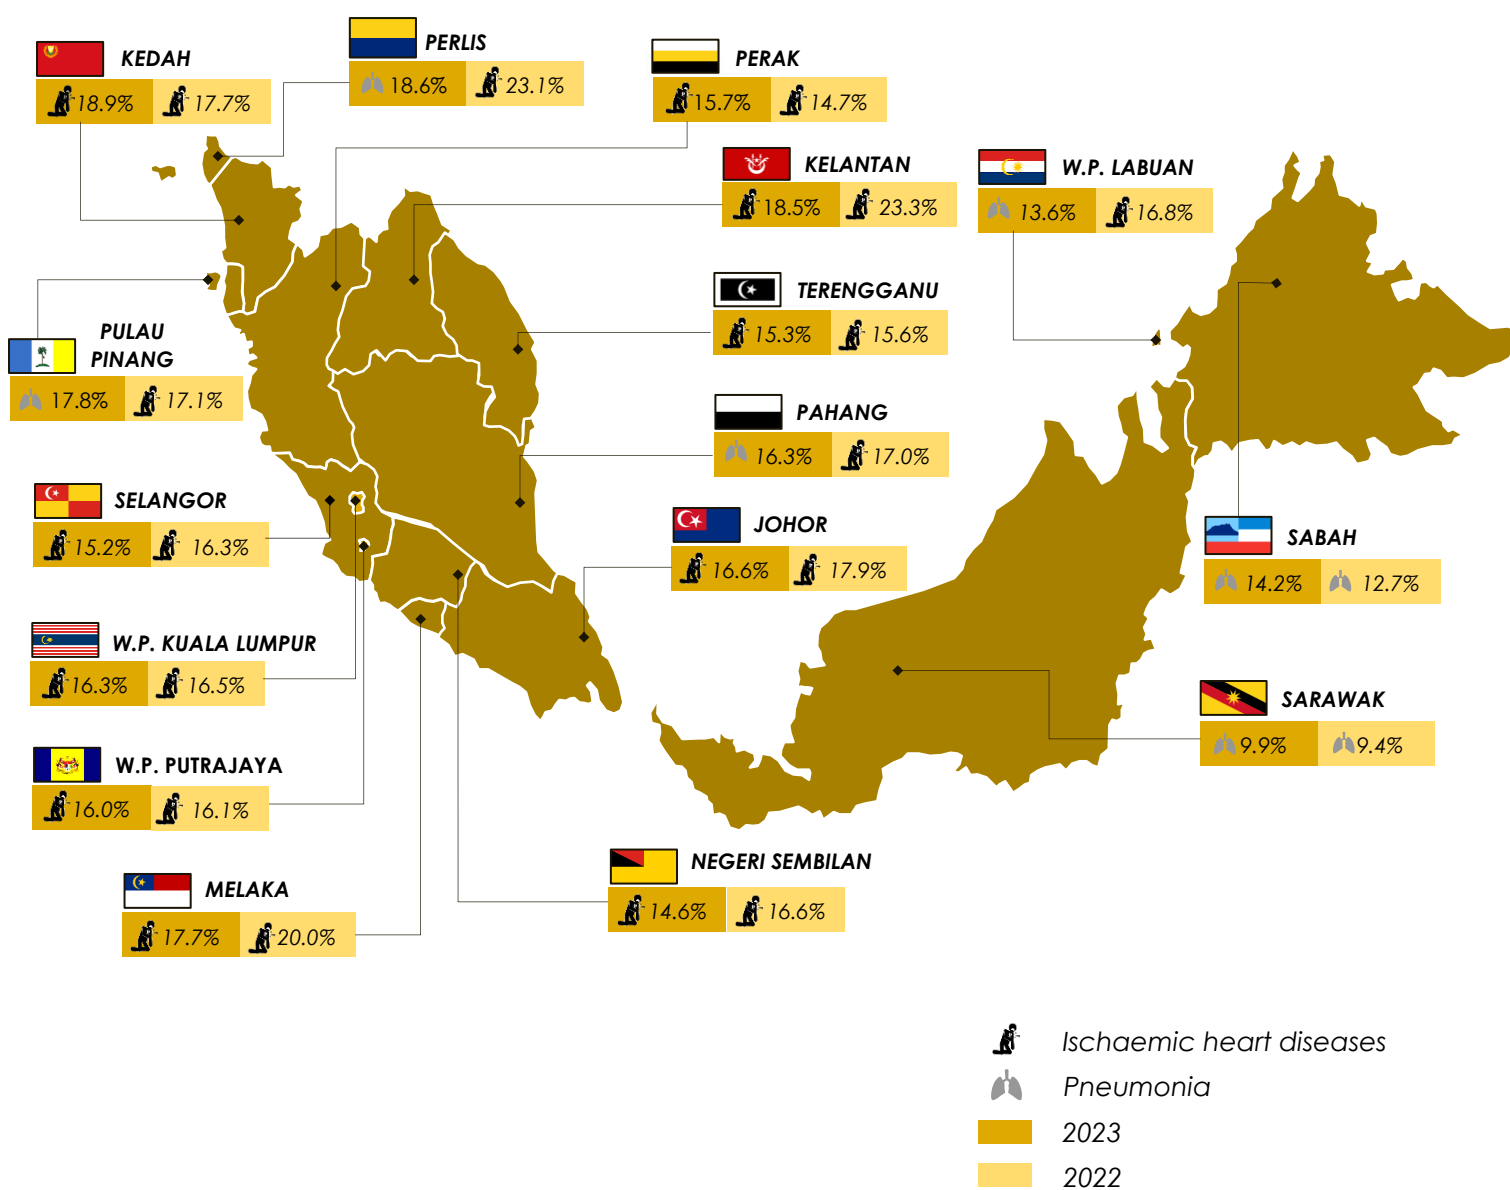 KEDAH
18.9% 17.7%
PERLIS
18.6% 23.1%
PERAK
15.7% 14.7%
KELANTAN
18.5% 23.3%
W.P. LABUAN
13.6% 16.8%
TERENGGANU
15.3% 15.6%
PULAU
PINANG
17.8% 17.1%
PAHANG
16.3% 17.0%
SELANGOR
15.2% 16.3%
JOHOR
16.6% 17.9%
SABAH
14.2% 12.7%
W.P. KUALA LUMPUR
16.3% 16.5%
SARAWAK
9.9% 9.4%
W.P. PUTRAJAYA
16.0% 16.1%
NEGERI SEMBILAN
14.6% 16.6%
MELAKA
17.7% 20.0%
Ischaemic heart diseases
Pneumonia
2023
2022